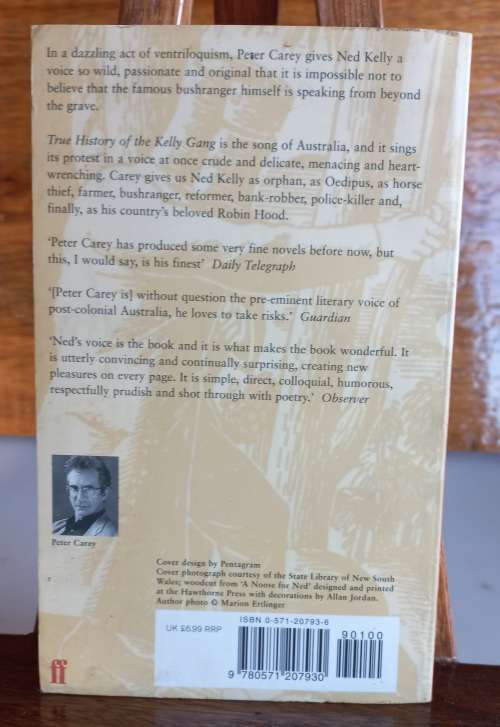 In a dazzling act of ventriloquism, Peter Carey gives Ned Kelly a
voice so wild, passionate and original that it is impossible not to
believe that the famous bushranger himself is speaking from beyond
the grave.
True History of the Kelly Gang is the song of Australia, and it sings
its protest in a voice at once crude and delicate, menacing and heart-
wrenching. Carey gives us Ned Kelly as orphan, as Oedipus, as horse
thief, farmer, bushranger, reformer, bank-robber, police-killer and,
finally, as his country's beloved Robin Hood.
‘Peter Carey has produced some very fine novels before now, but
this, I would say, is his finest’ Daily Telegraph
‘[Peter Carey is] without question the pre-eminent literary voice of
post-colonial Australia, he loves to take risks.’ Guardian
‘Ned's voice is the book and it is what makes the book wonderful. It
is utterly convincing and continually surprising, creating new
pleasures on every page. It is simple, direct, colloquial, humorous,
respectfully prudish and shot through with poetry.’ Observer
Peter Carey
Cover design by Pentagram
Cover photograph courtesy of the State Library of New South
Wales; woodcut from ‘A Noose for Ned’ designed and printed
at the Hawthorne Press with decorations by Allan Jordan.
Author photo © Marion Ettlinger
UK £6.99 RRP
ISBN 0-571-20793-6
90100
9 780571 207930
ff